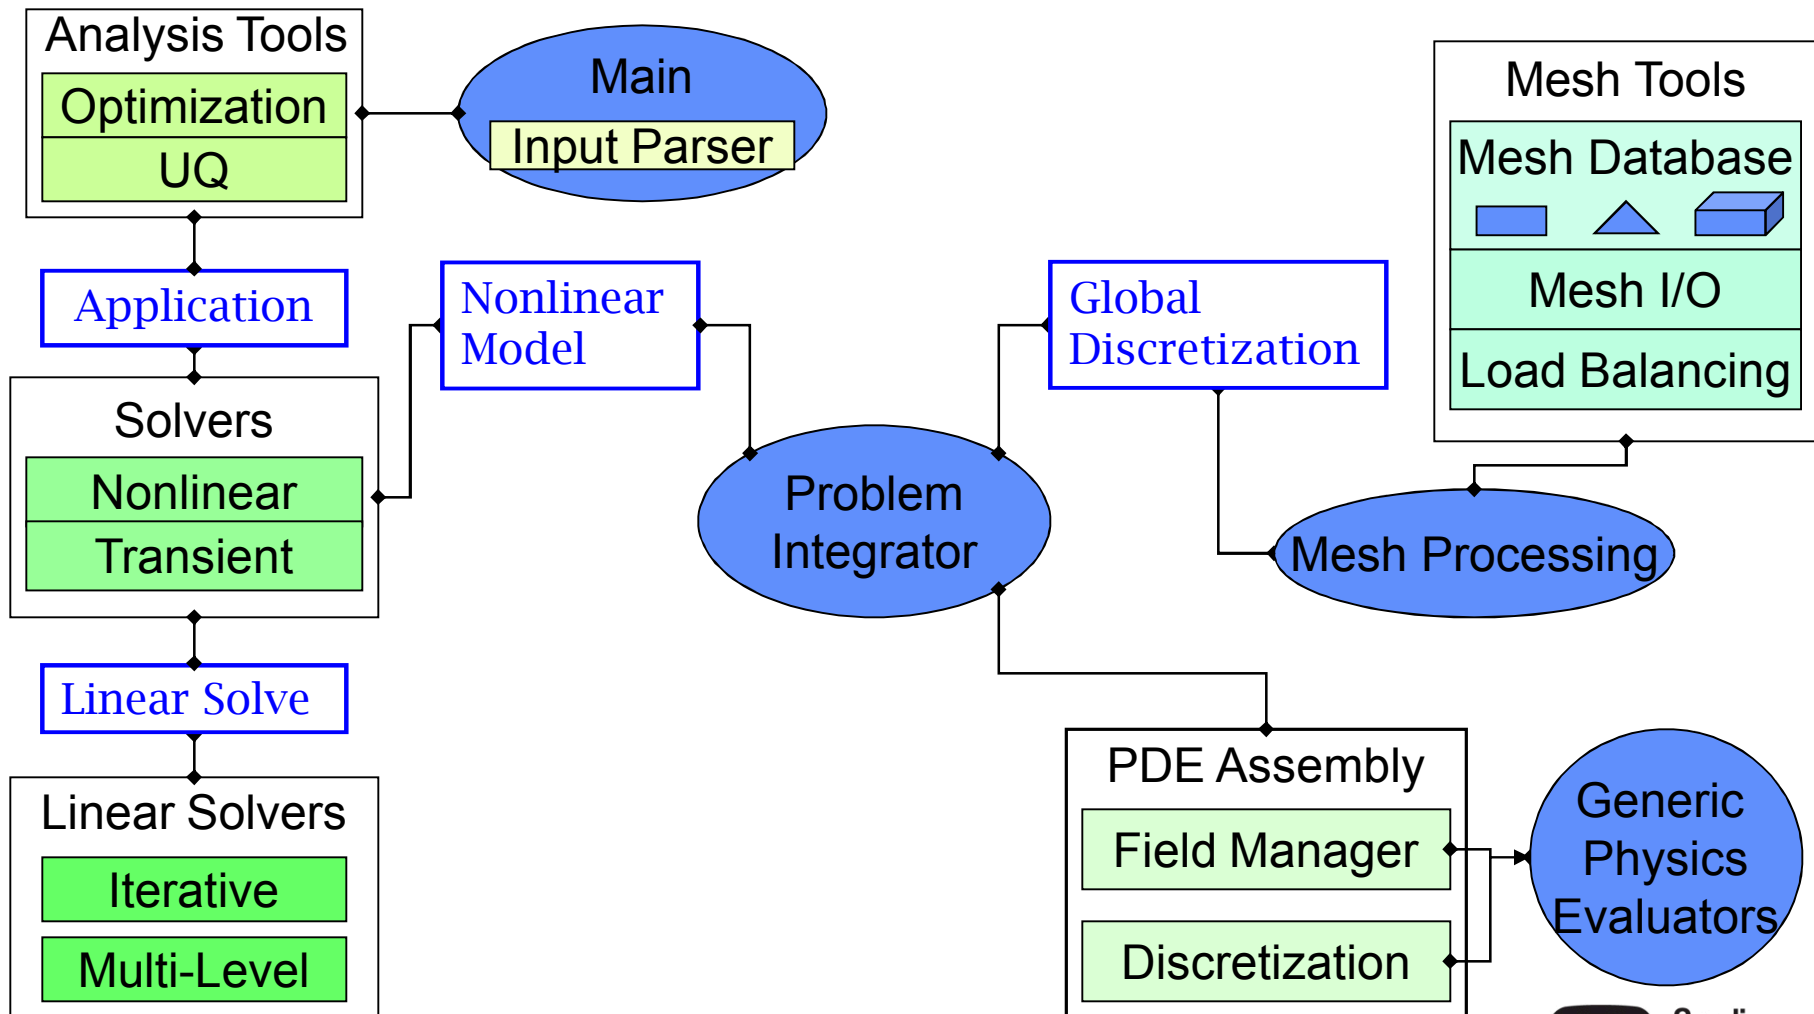 Analysis Tools
Optimization
UQ
Main
Input Parser
Mesh Tools
Mesh Database
Mesh I/O
Load Balancing
Application
Nonlinear
Model
Global
Discretization
Solvers
Nonlinear
Transient
Problem
Integrator
Mesh Processing
Linear Solve
Linear Solvers
Iterative
Multi-Level
PDE Assembly
Field Manager
Discretization
Generic
Physics
Evaluators